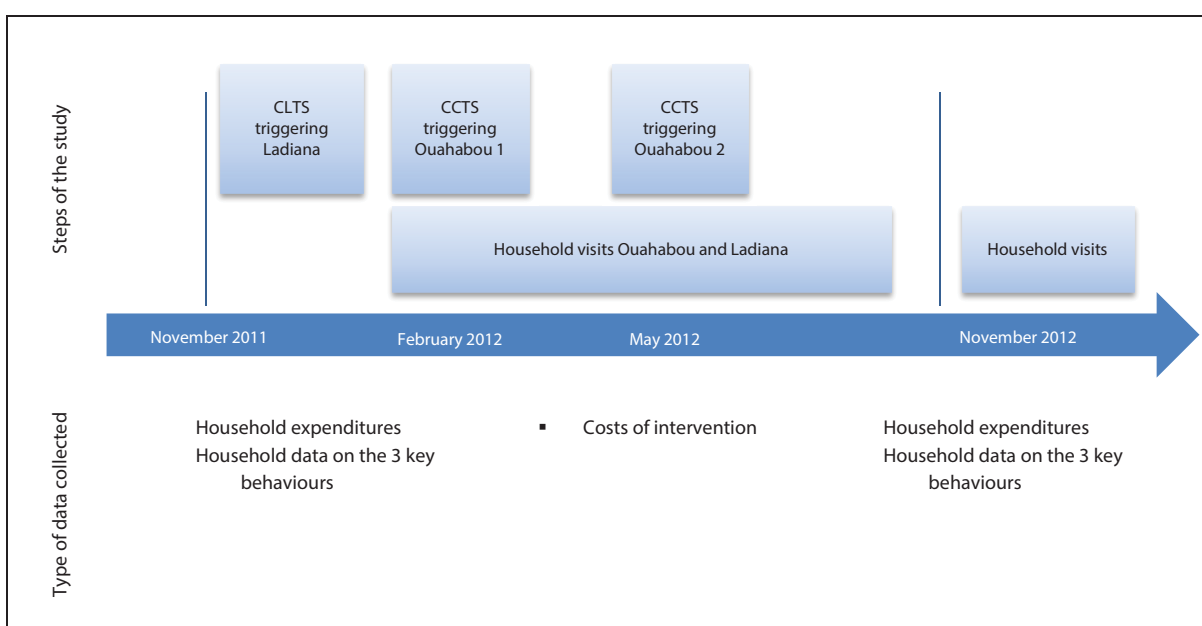 Steps of the study
CLTS
triggering
Ladiana
CCTS
triggering
Ouahabou 1
CCTS
triggering
Ouahabou 2
Household visits Ouahabou and Ladiana
Household visits
November 2011
February 2012
May 2012
November 2012
Type of data collected
Household expenditures
Household data on the 3 key
behaviours
▪ Costs of intervention
Household expenditures
Household data on the 3 key
behaviours